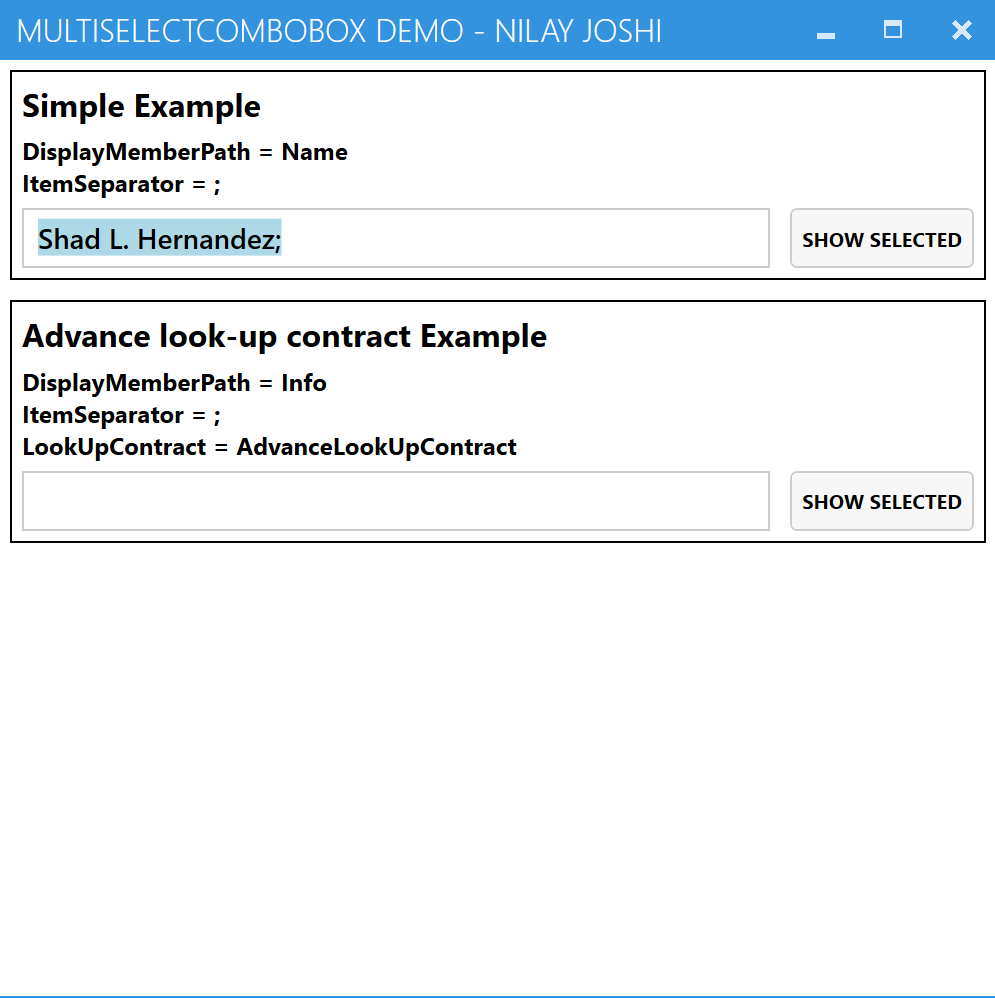 MULTISELECTCOMBOBOX DEMO - NILAY JOSHI
Simple Example
DisplayMemberPath = Name
ItemSeparator = ;
Shad L. Hernandez;
SHOW SELECTED
Advance look-up contract Example
DisplayMemberPath = Info
ItemSeparator = ;
LookUpContract = AdvanceLookUpContract
SHOW SELECTED